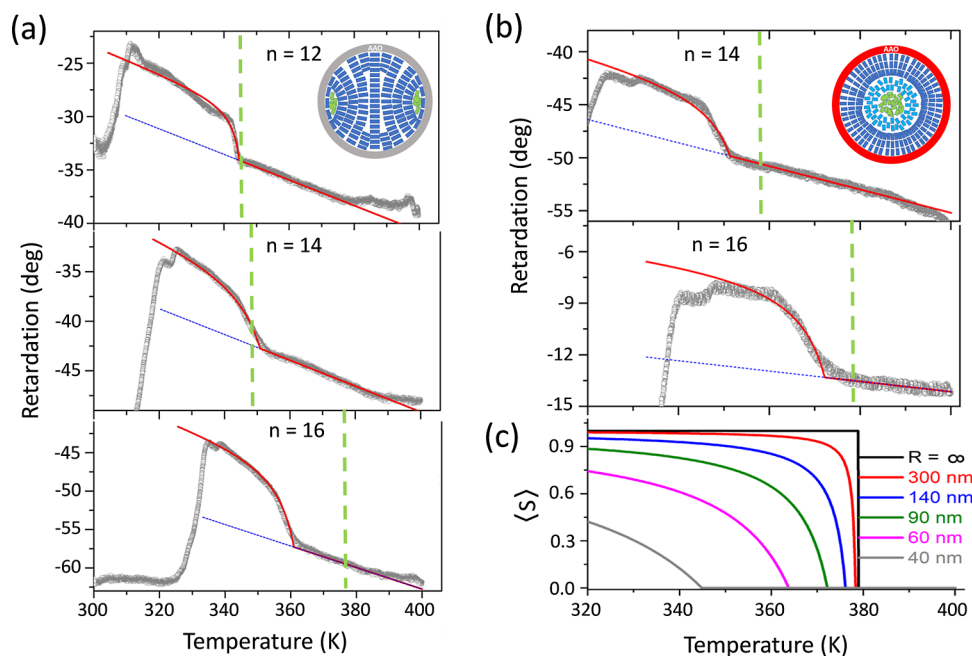 (a)
n = 12
AAO
-25
-30
-35
-40
n = 14
-35
-40
-45
n = 16
-45
-50
-55
-60
300 320 340 360 380 400
Temperature (K)
Retardation (deg)
(b)
n = 14
AAO
-40
-45
-50
-55
n = 16
-6
-9
-12
-15
Retardation (deg)
(c)
R = ∞
300 nm
140 nm
90 nm
60 nm
40 nm
0.9
0.6
0.3
0.0
⟨S⟩
320 340 360 380 400
Temperature (K)